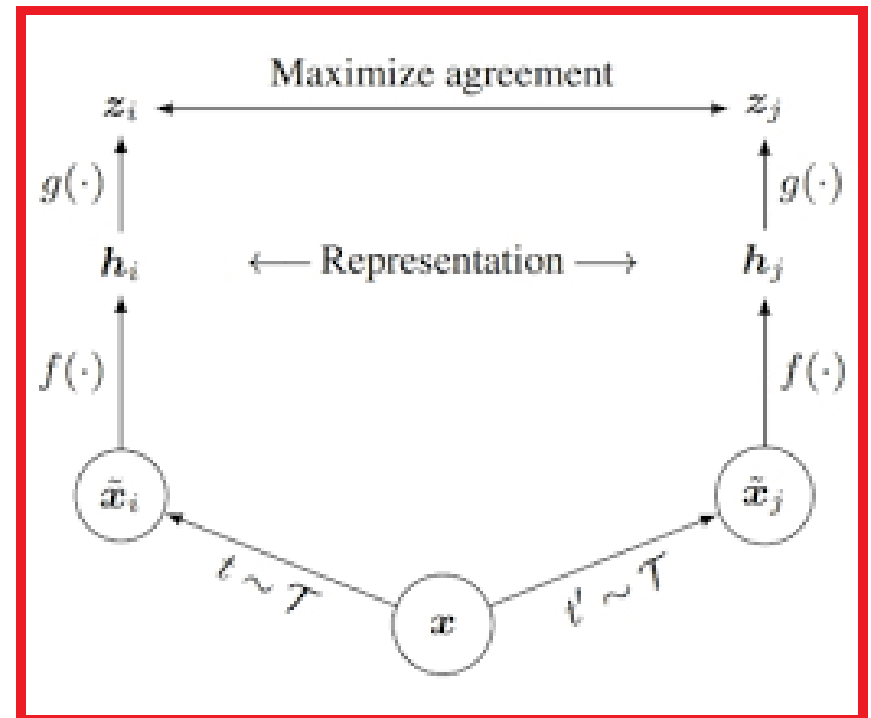 Maximize agreement
z_i z_j
g(·) g(·)
h_i ⟵ Representation ⟶ h_j
f(·) f(·)
x̃_i x̃_j
t ∼ 𝒯 t′ ∼ 𝒯
x